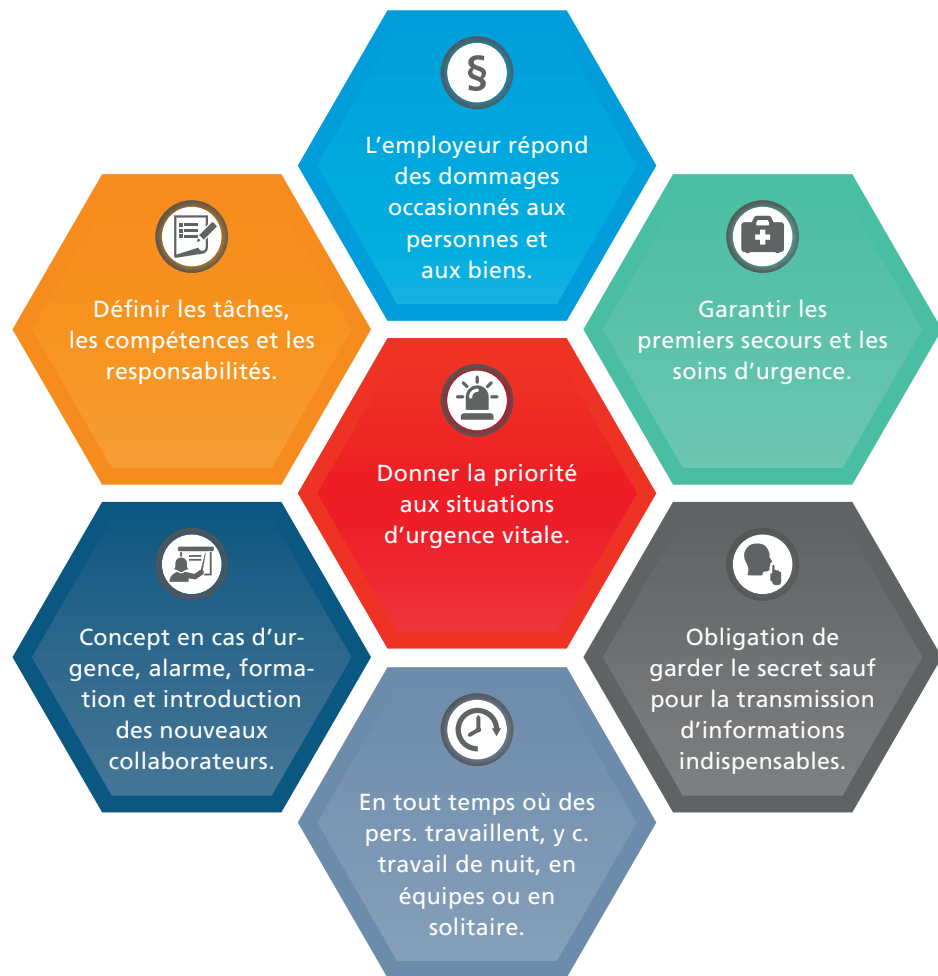 §
L’employeur répond
des dommages
occasionnés aux
personnes et
aux biens.
Définir les tâches,
les compétences et les
responsabilités.
Garantir les
premiers secours et les
soins d’urgence.
Donner la priorité
aux situations
d’urgence vitale.
Concept en cas d’ur-
gence, alarme, forma-
tion et introduction
des nouveaux
collaborateurs.
Obligation de
garder le secret sauf
pour la transmission
d’informations
indispensables.
En tout temps où des
pers. travaillent, y c.
travail de nuit, en
équipes ou en
solitaire.